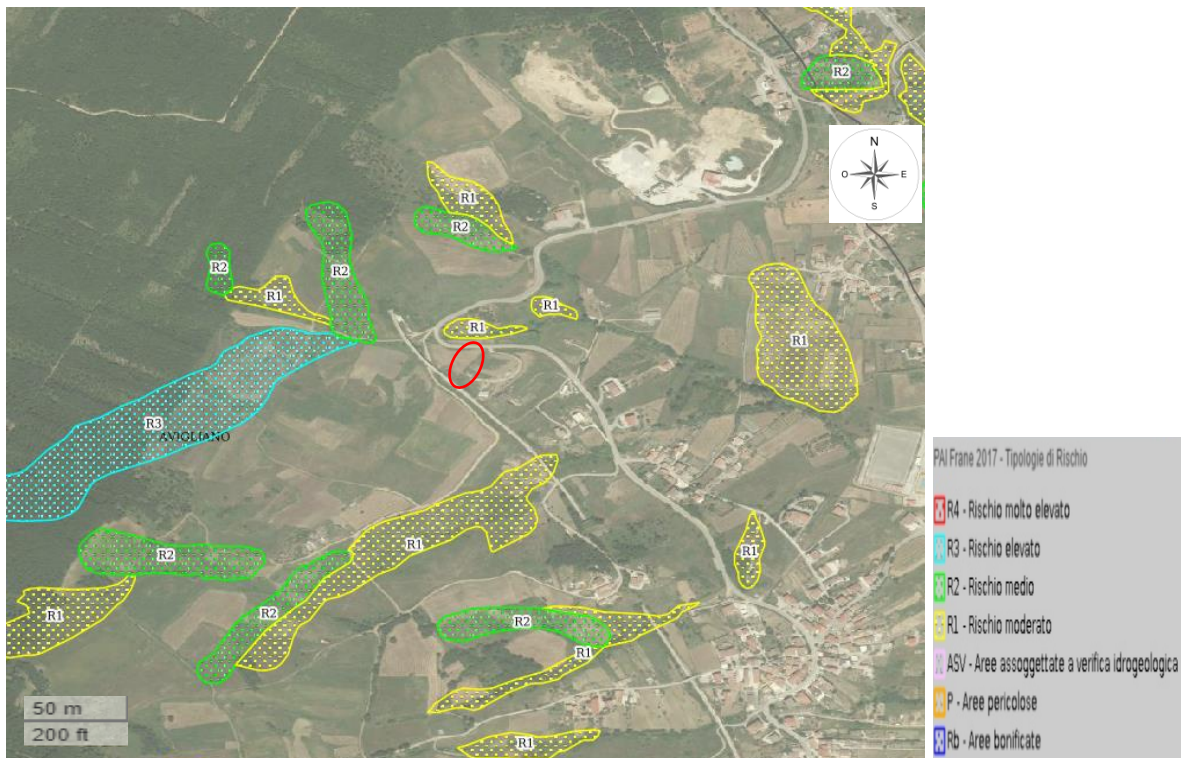 R2
N
O
E
S
R1
R2
R2
R2
R1
R1
R1
R1
R3
AVIGLIANO
R1
R2
R1
R1
R2
R2
R1
R1
R1
50 m
200 ft
PAI Frane 2017 - Tipologie di Rischio
R4 - Rischio molto elevato
R3 - Rischio elevato
R2 - Rischio medio
R1 - Rischio moderato
ASV - Aree assoggettate a verifica idrogeologica
P - Aree pericolose
Rb - Aree bonificate